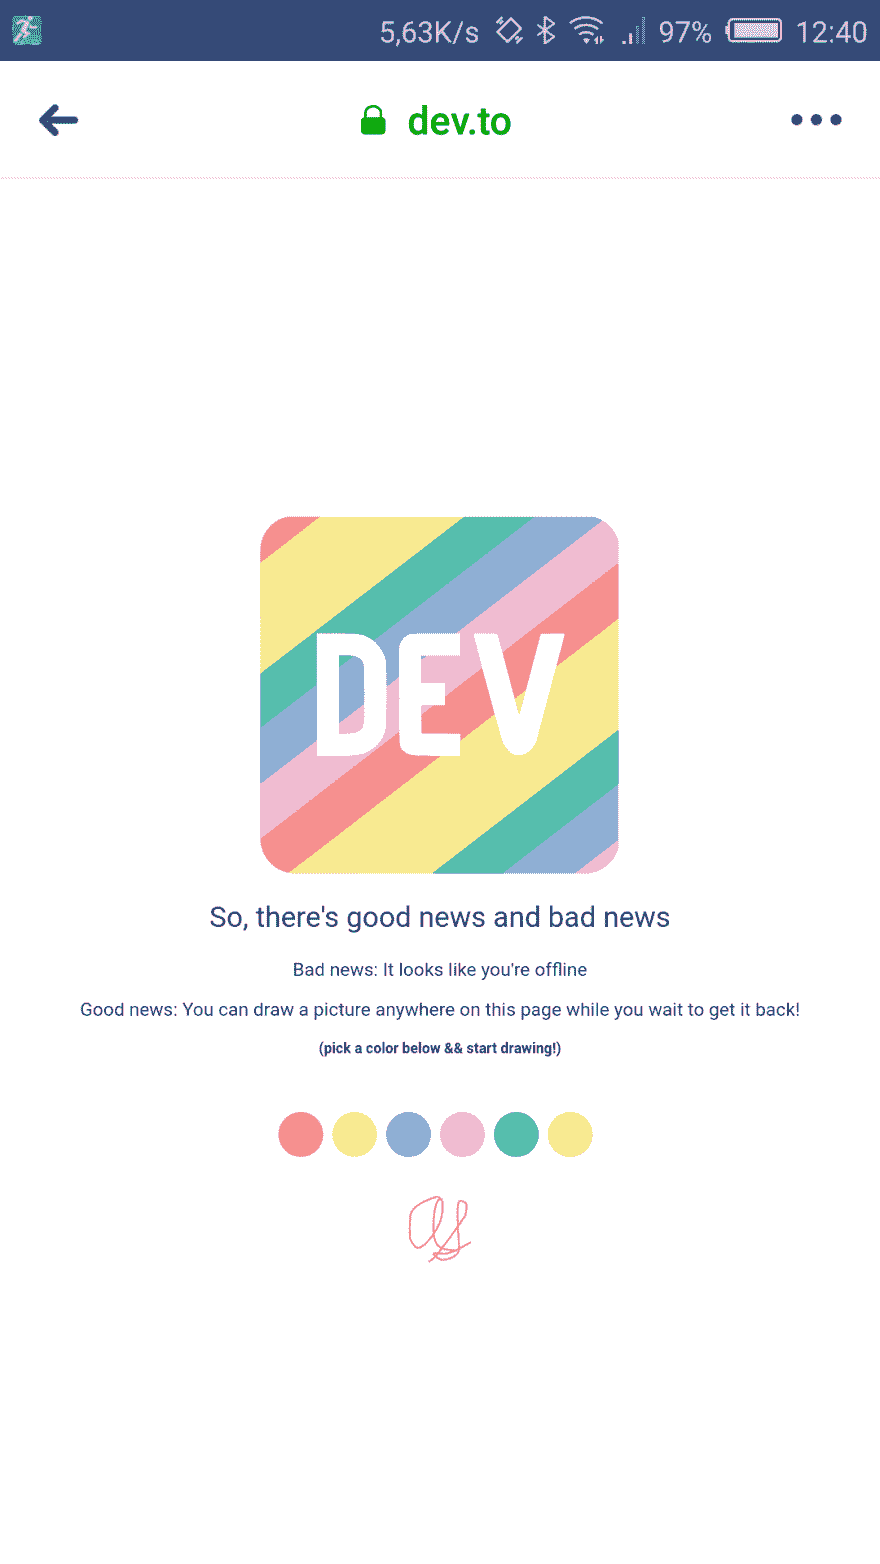 5,63K/s 97% 12:40
dev.to
DEV
So, there's good news and bad news
Bad news: It looks like you're offline
Good news: You can draw a picture anywhere on this page while you wait to get it back!
(pick a color below && start drawing!)